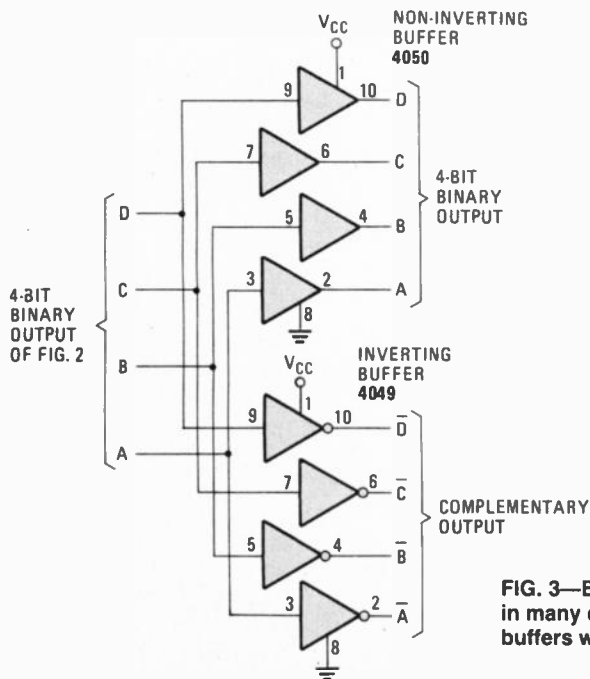 VCC
NON-INVERTING
BUFFER
4050
1
9
10
D
7
6
C
5
4
B
3
2
A
8
4-BIT
BINARY
OUTPUT
D
C
B
A
4-BIT
BINARY
OUTPUT
OF FIG. 2
VCC
INVERTING
BUFFER
4049
1
9
10
D̅
7
6
C̅
5
4
B̅
3
2
A̅
8
COMPLEMENTARY
OUTPUT
FIG. 3—B
in many
buffers w